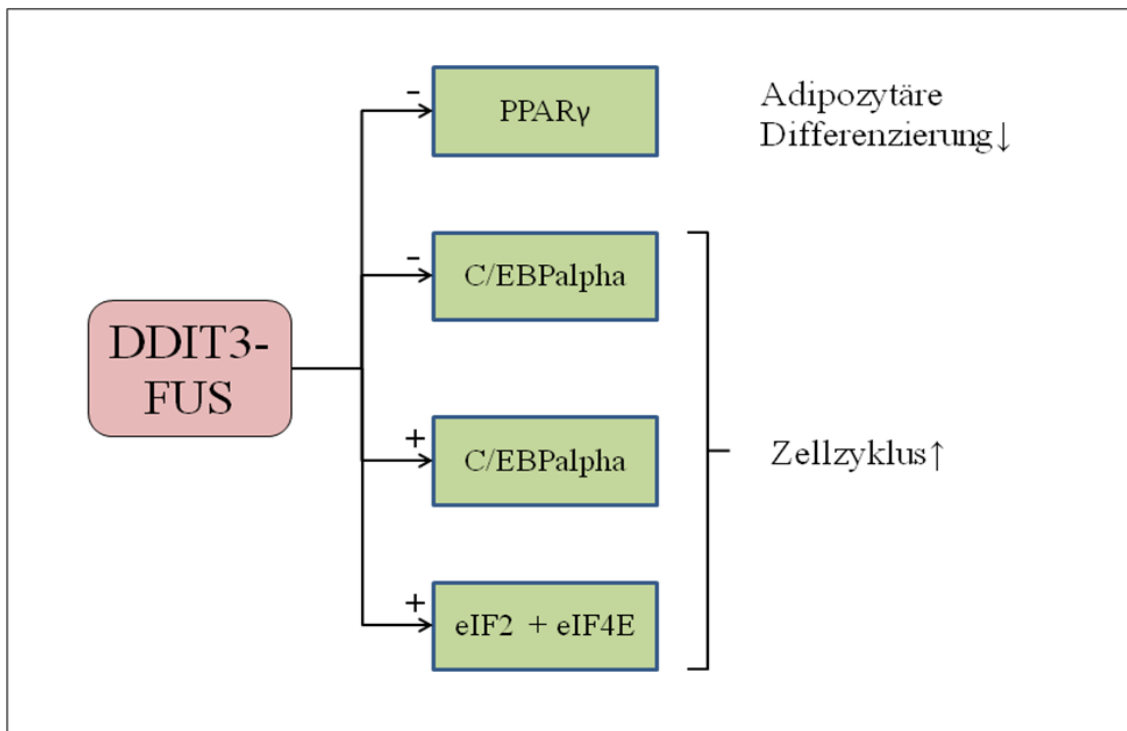 -
PPARγ
Adipozytäre
Differenzierung↓
-
C/EBPalpha
DDIT3-
FUS
+
C/EBPalpha
Zellzyklus↑
+
eIF2 + eIF4E